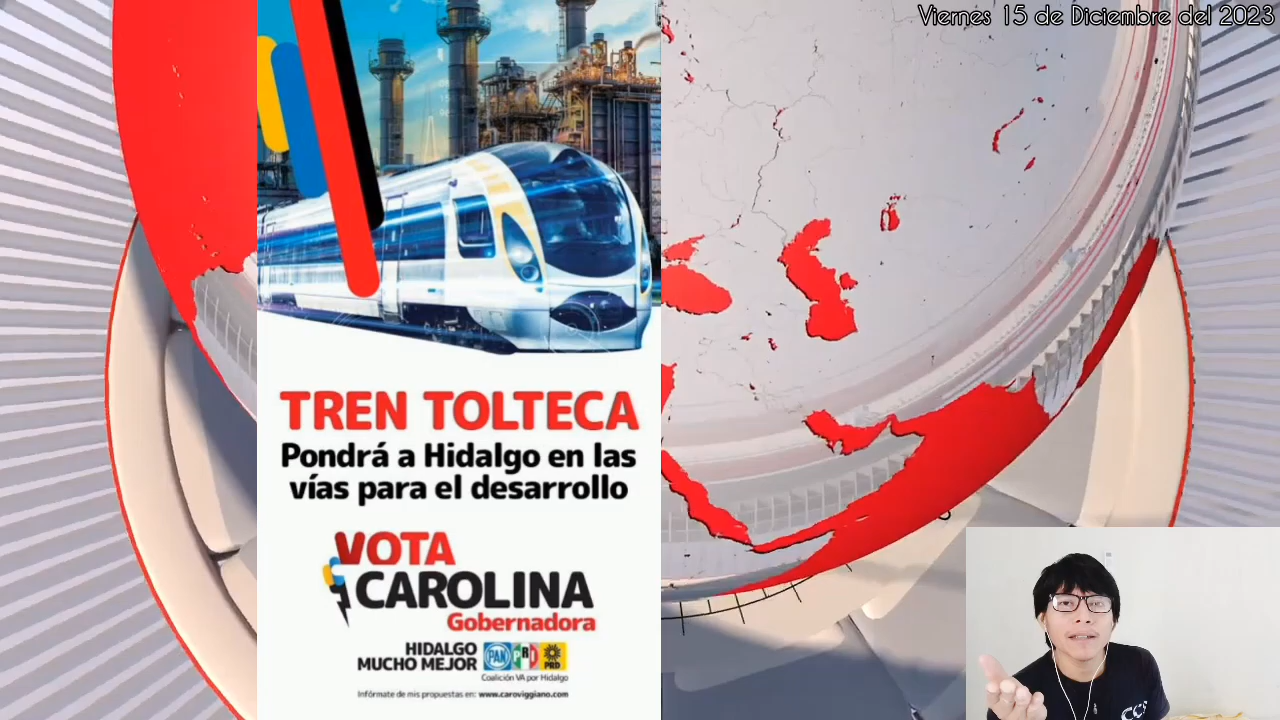 Viernes 15 de Diciembre del 2023
TREN TOLTECA
Pondrá a Hidalgo en las
vías para el desarrollo
VOTA
CAROLINA
Gobernadora
HIDALGO
MUCHO MEJOR
PAN PRD PRD
Coalición VA por Hidalgo
Infórmate de mis propuestas en: www.caroviggiano.com